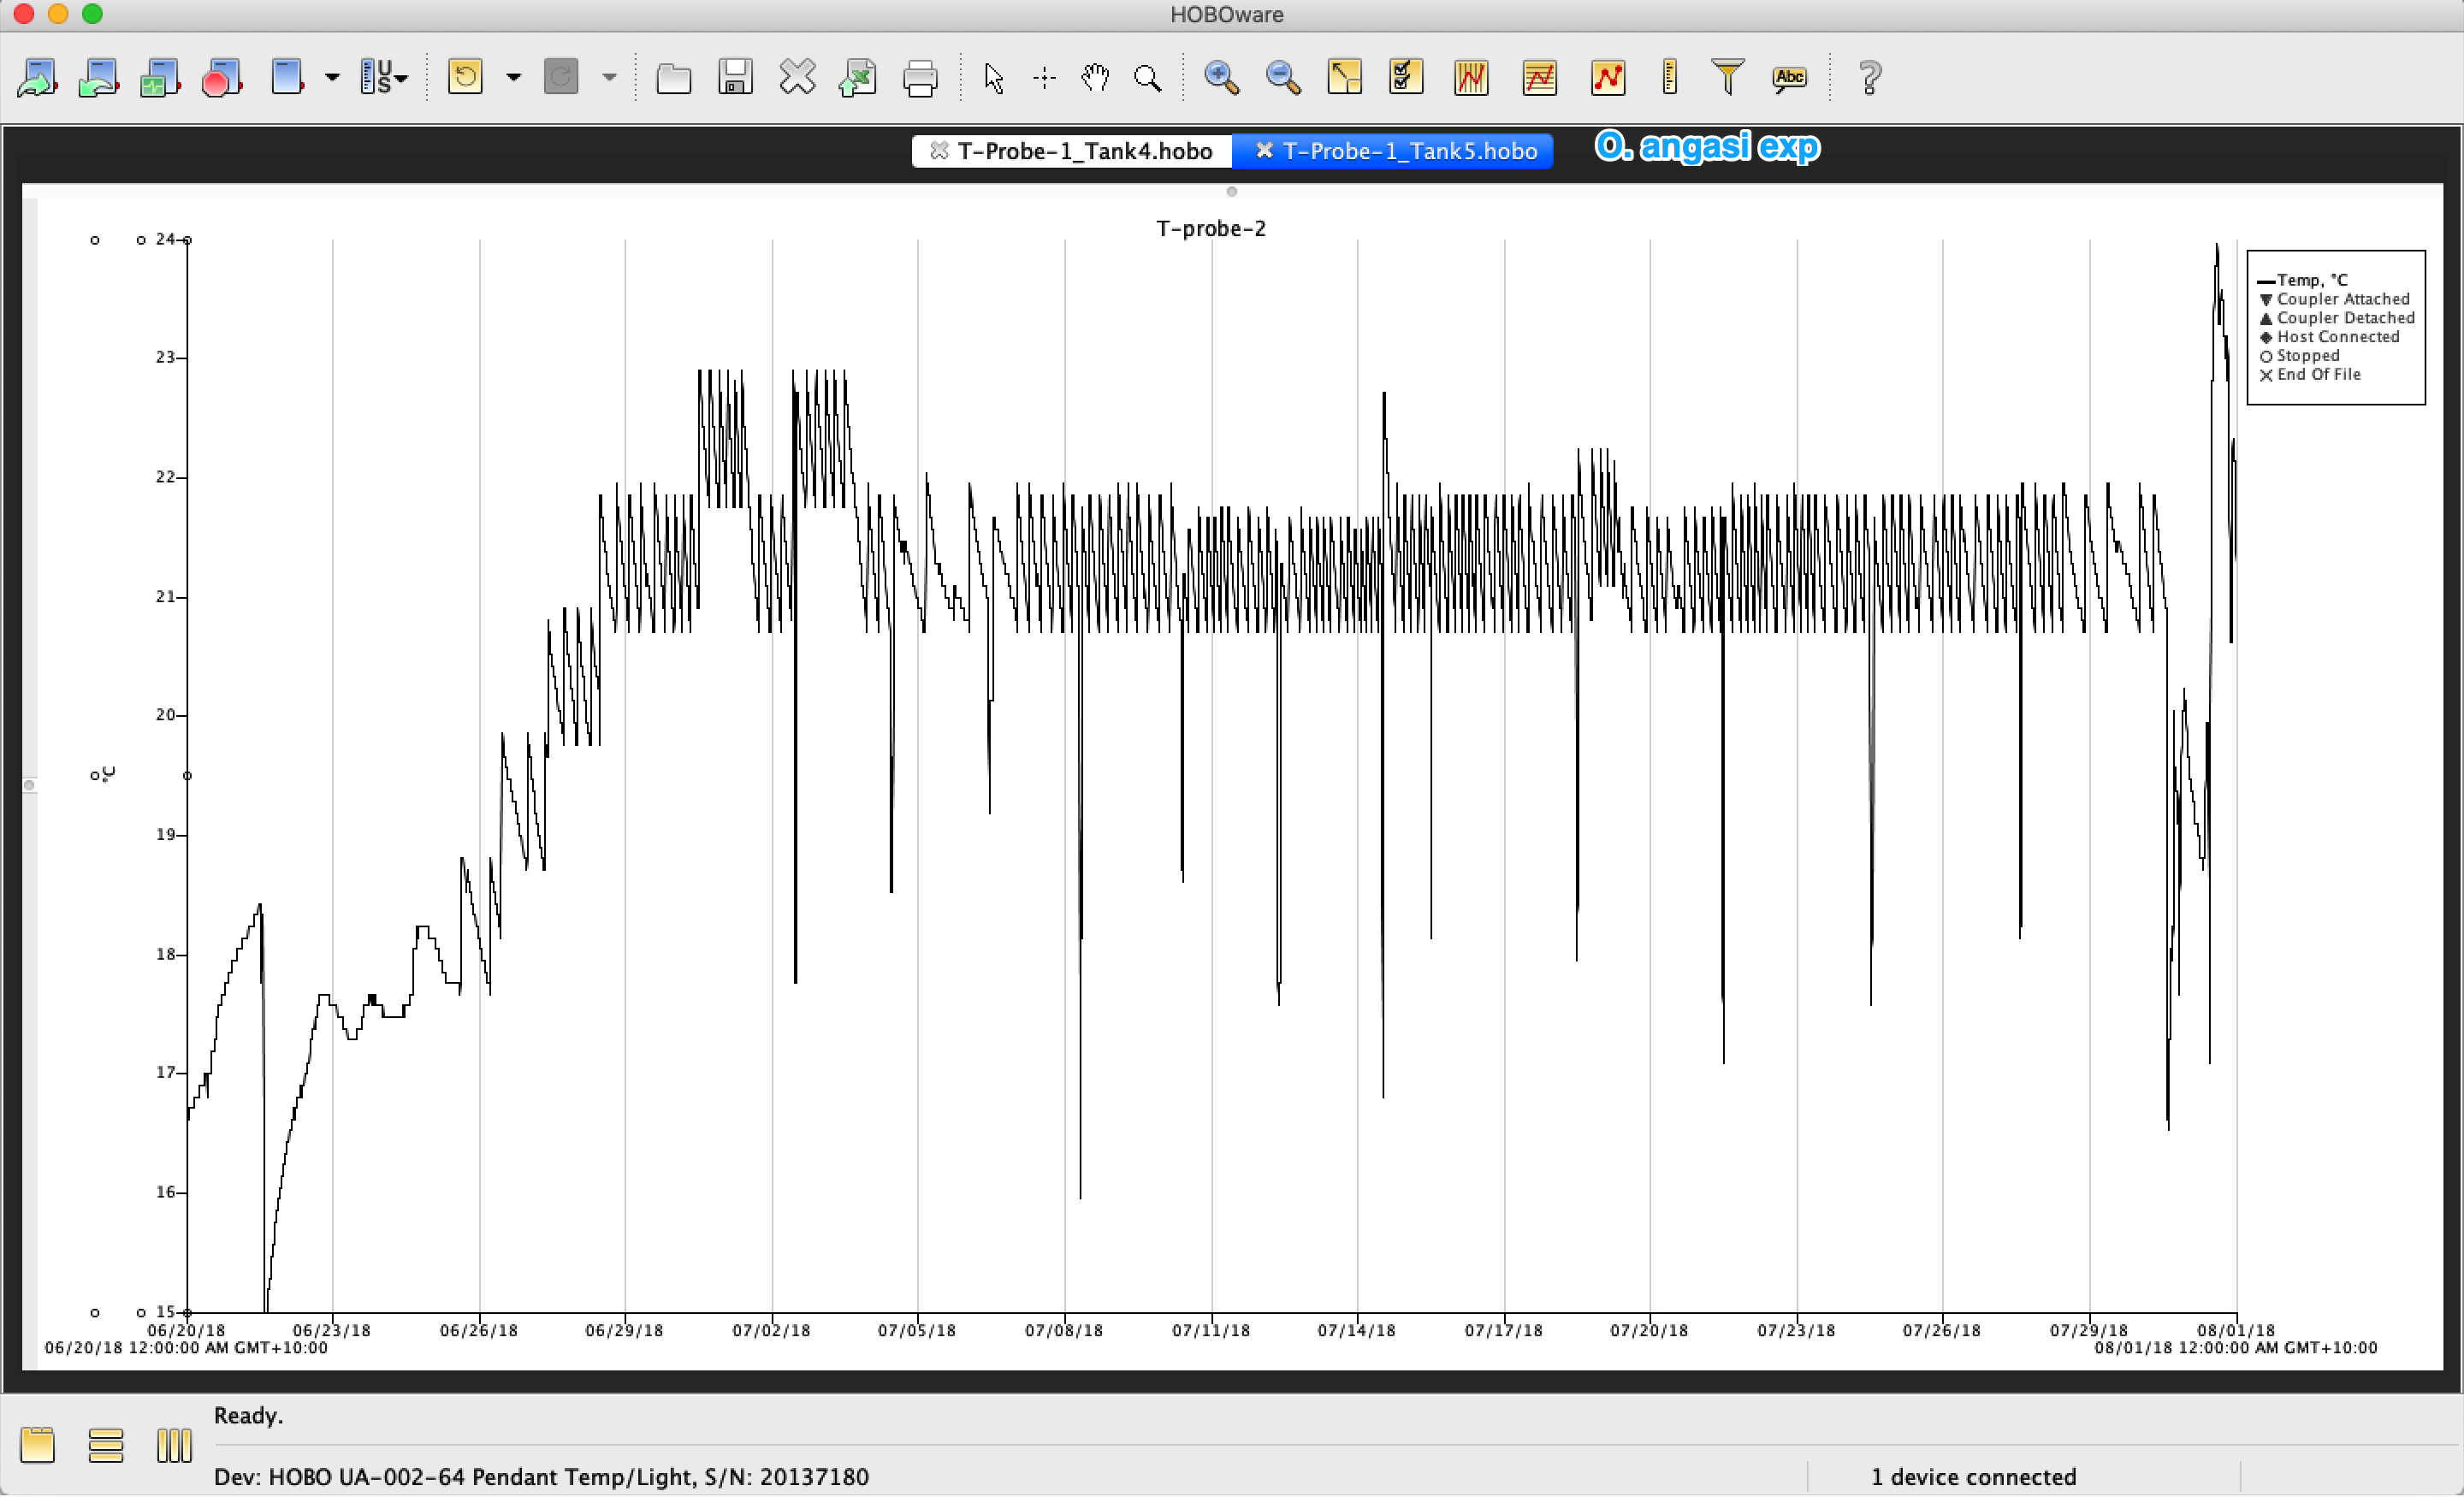 HOBOware
US
Abc
?
T-Probe-1_Tank4.hobo
T-Probe-1_Tank5.hobo
O. angasi exp
T-probe-2
24
23
22
21
20
19
18
17
16
15
°C
Temp, °C
Coupler Attached
Coupler Detached
Host Connected
Stopped
End Of File
06/20/18 06/23/18 06/26/18 06/29/18 07/02/18 07/05/18 07/08/18 07/11/18 07/14/18 07/17/18 07/20/18 07/23/18 07/26/18 07/29/18 08/01/18
06/20/18 12:00:00 AM GMT+10:00
08/01/18 12:00:00 AM GMT+10:00
Ready.
Dev: HOBO UA-002-64 Pendant Temp/Light, S/N: 20137180
1 device connected